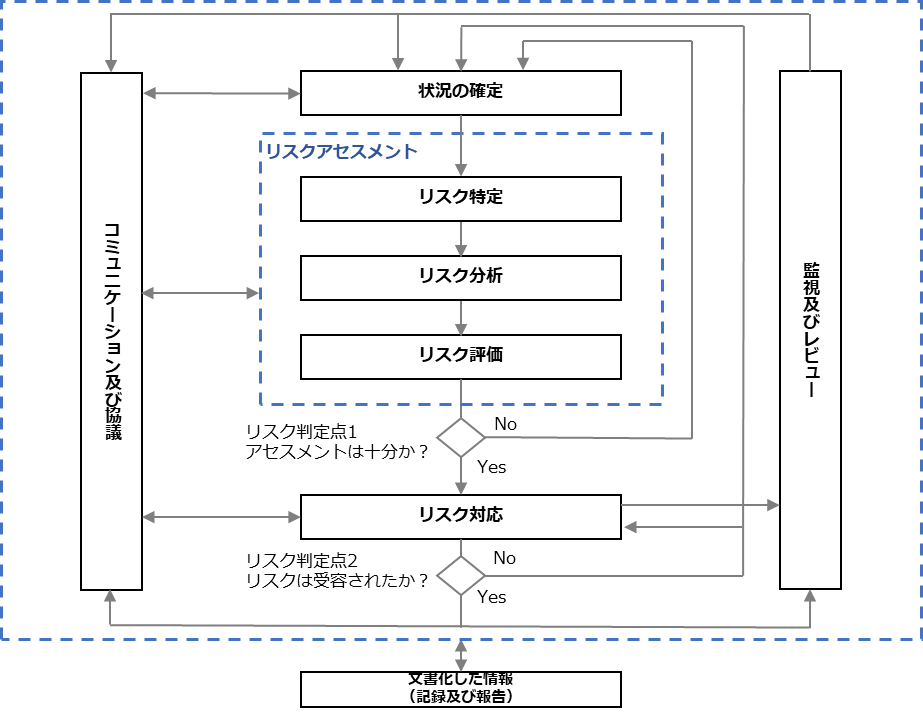 状況の確定
リスクアセスメント
リスク特定
リスク分析
リスク評価
コミュニケーション及び協議
監視及びレビュー
リスク判定点1
アセスメントは十分か？
No
Yes
リスク対応
リスク判定点2
リスクは受容されたか？
No
Yes
文書化した情報
（記録及び報告）